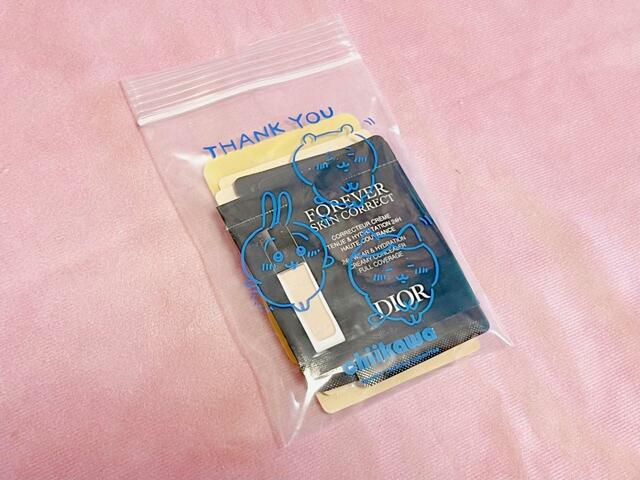 THANK YOU
FOREVER
SKIN CORRECT
CORRECTEUR CRÈME
TENUE & HYDRATATION 24H
HAUTE COUVRANCE
24H WEAR & HYDRATION
CREAMY CONCEALER
FULL COVERAGE
DIOR
chiikawa